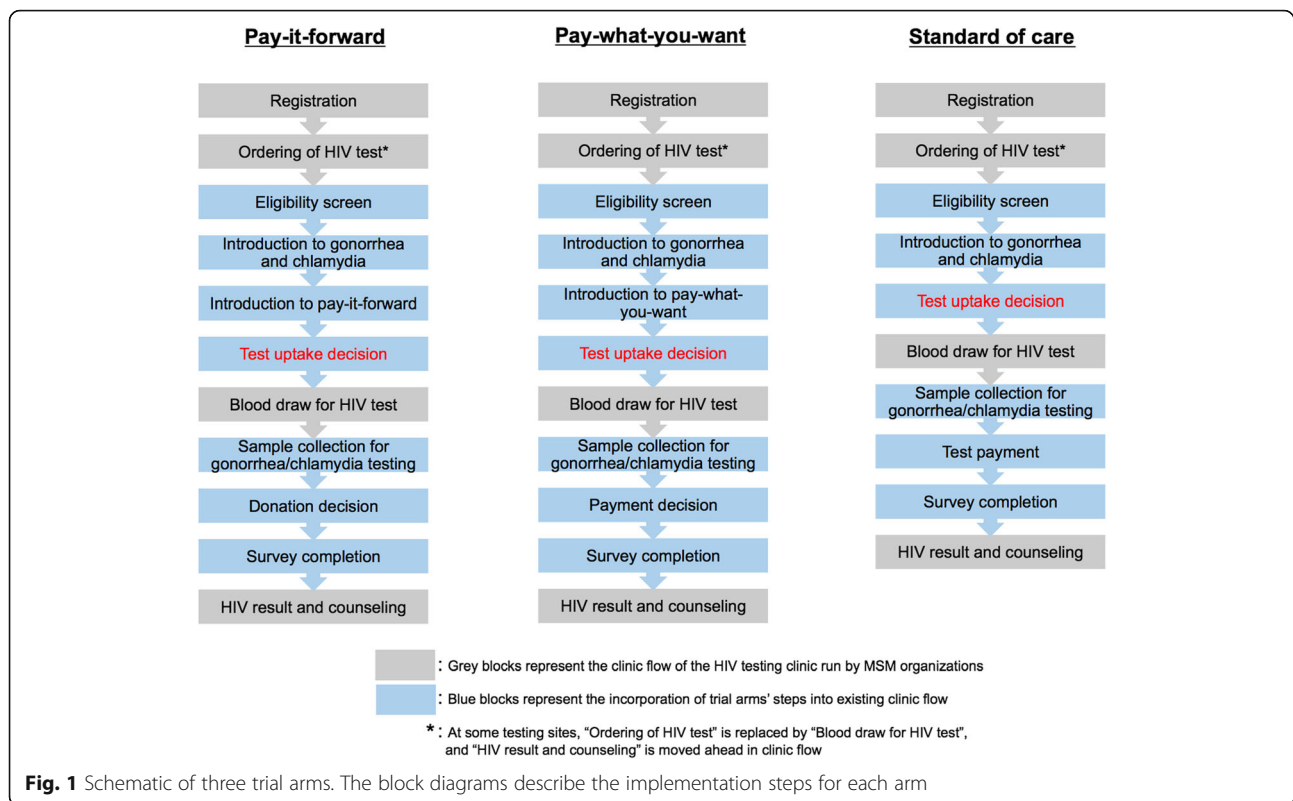 Pay-it-forward
Registration
Ordering of HIV test*
Eligibility screen
Introduction to gonorrhea
and chlamydia
Introduction to pay-it-forward
Test uptake decision
Blood draw for HIV test
Sample collection for
gonorrhea/chlamydia testing
Donation decision
Survey completion
HIV result and counseling
Pay-what-you-want
Registration
Ordering of HIV test*
Eligibility screen
Introduction to gonorrhea
and chlamydia
Introduction to pay-what-
you-want
Test uptake decision
Blood draw for HIV test
Sample collection for
gonorrhea/chlamydia testing
Payment decision
Survey completion
HIV result and counseling
Standard of care
Registration
Ordering of HIV test*
Eligibility screen
Introduction to gonorrhea
and chlamydia
Test uptake decision
Blood draw for HIV test
Sample collection for
gonorrhea/chlamydia testing
Test payment
Survey completion
HIV result and counseling
: Grey blocks represent the clinic flow of the HIV testing clinic run by MSM organizations
: Blue blocks represent the incorporation of trial arms' steps into existing clinic flow
* : At some testing sites, "Ordering of HIV test" is replaced by "Blood draw for HIV test",
and "HIV result and counseling" is moved ahead in clinic flow
Fig. 1 Schematic of three trial arms. The block diagrams describe the implementation steps for each arm